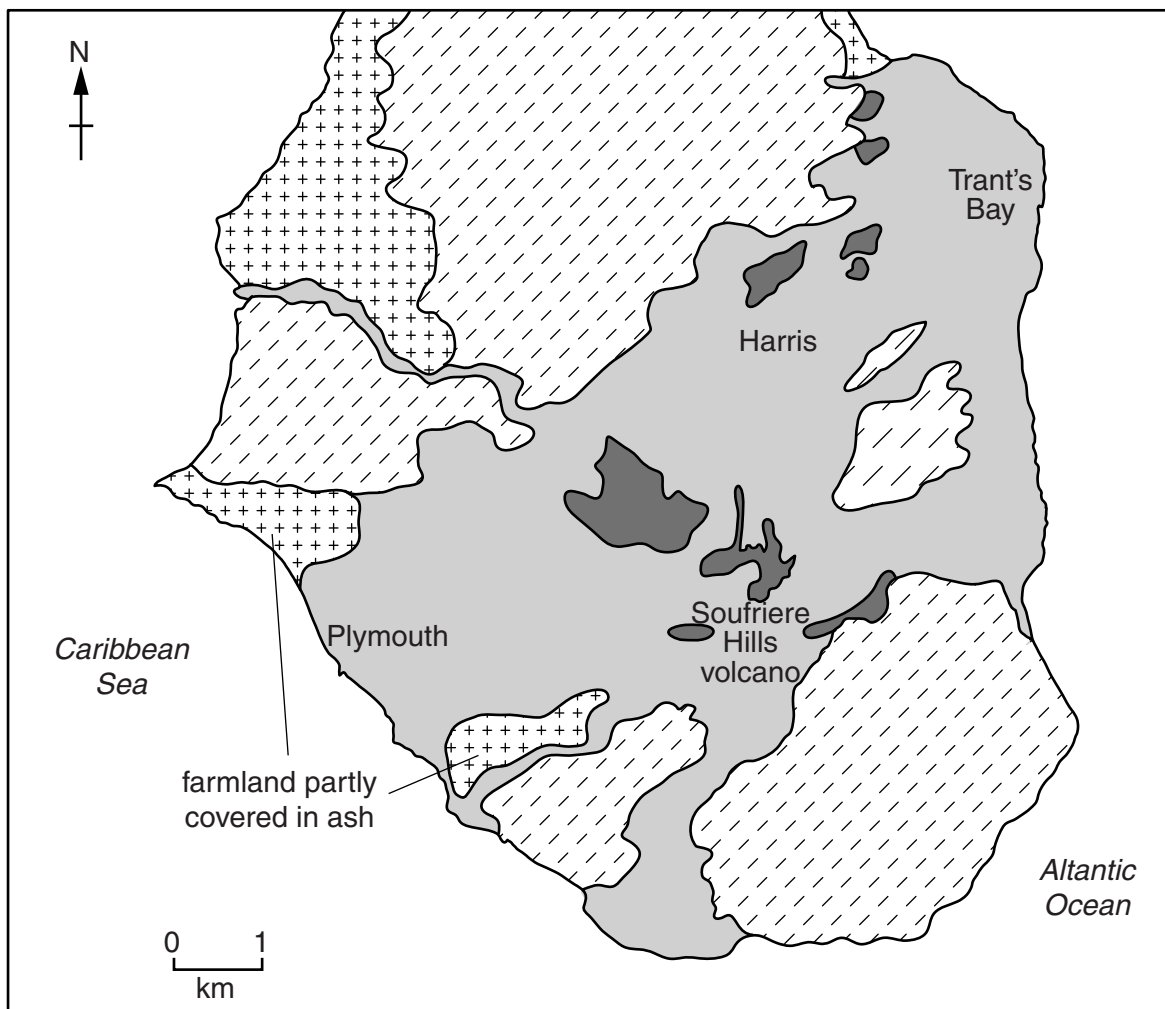 N
Trant's
Bay
Harris
Soufriere
Hills
volcano
Plymouth
Caribbean
Sea
farmland partly
covered in ash
Altantic
Ocean
0 1
km